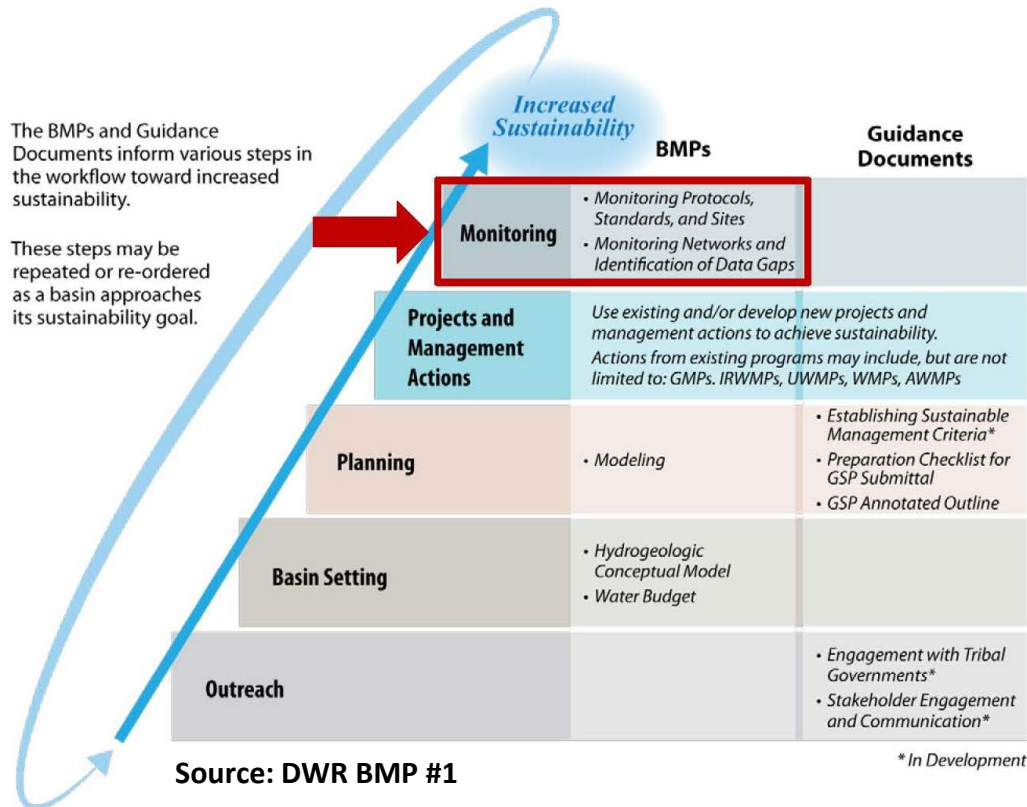 The BMPs and Guidance
Documents inform various steps in
the workflow toward increased
sustainability.
These steps may be
repeated or re-ordered
as a basin approaches
its sustainability goal.
Increased
Sustainability
BMPs
Guidance
Documents
Monitoring
• Monitoring Protocols,
Standards, and Sites
• Monitoring Networks and
Identification of Data Gaps
Projects and
Management
Actions
Use existing and/or develop new projects and
management actions to achieve sustainability.
Actions from existing programs may include, but are not
limited to: GMPs. IRWMPs, UWMPs, WMPs, AWMPs
Planning
• Modeling
• Establishing Sustainable
Management Criteria*
• Preparation Checklist for
GSP Submittal
• GSP Annotated Outline
Basin Setting
• Hydrogeologic
Conceptual Model
• Water Budget
Outreach
• Engagement with Tribal
Governments*
• Stakeholder Engagement
and Communication*
* In Development
Source: DWR BMP #1